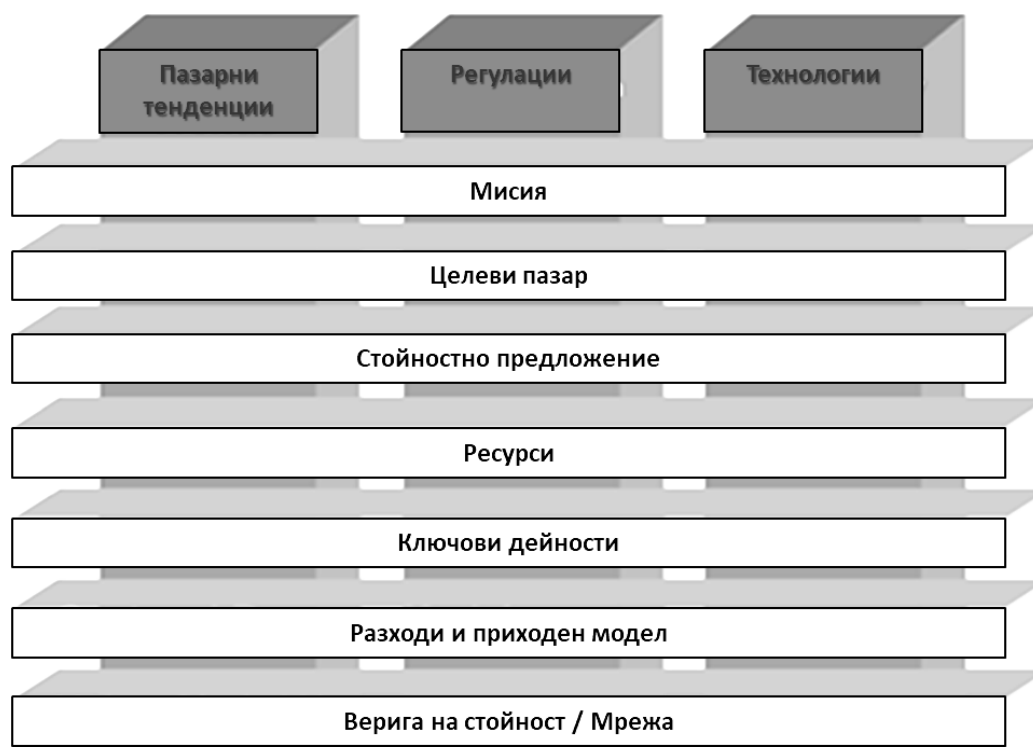 Пазарни
тенденции
Регулации
Технологии
Мисия
Целеви пазар
Стойностно предложение
Ресурси
Ключови дейности
Разходи и приходен модел
Верига на стойност / Мрежа